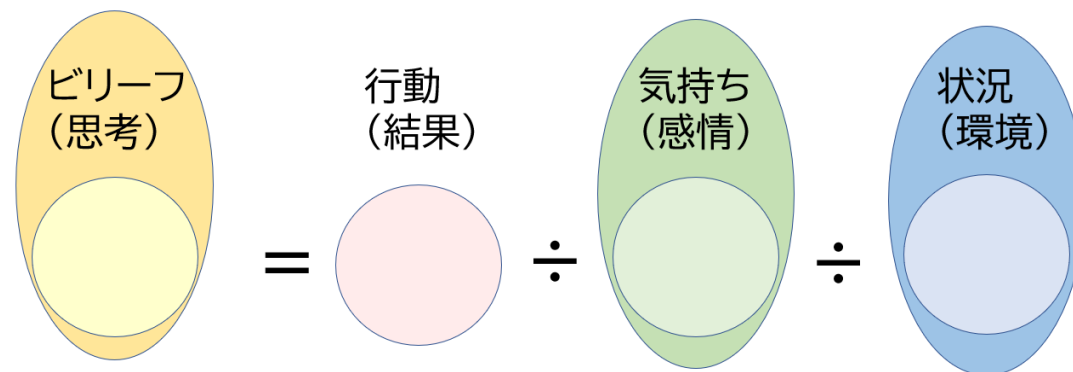 ビリーフ
（思考）
行動
（結果）
気持ち
（感情）
状況
（環境）
= ÷ ÷